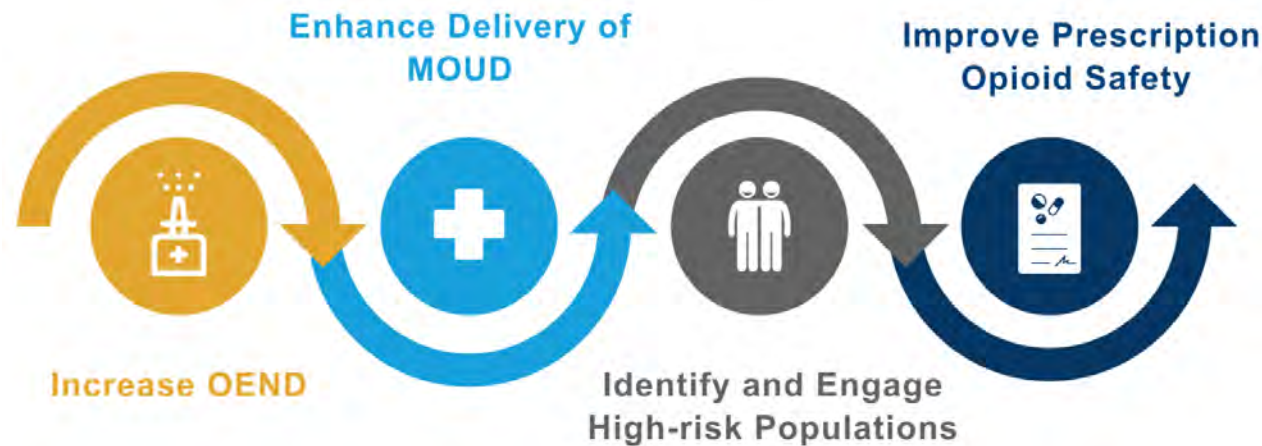 Increase OEND
Enhance Delivery of
MOUD
Identify and Engage
High-risk Populations
Improve Prescription
Opioid Safety